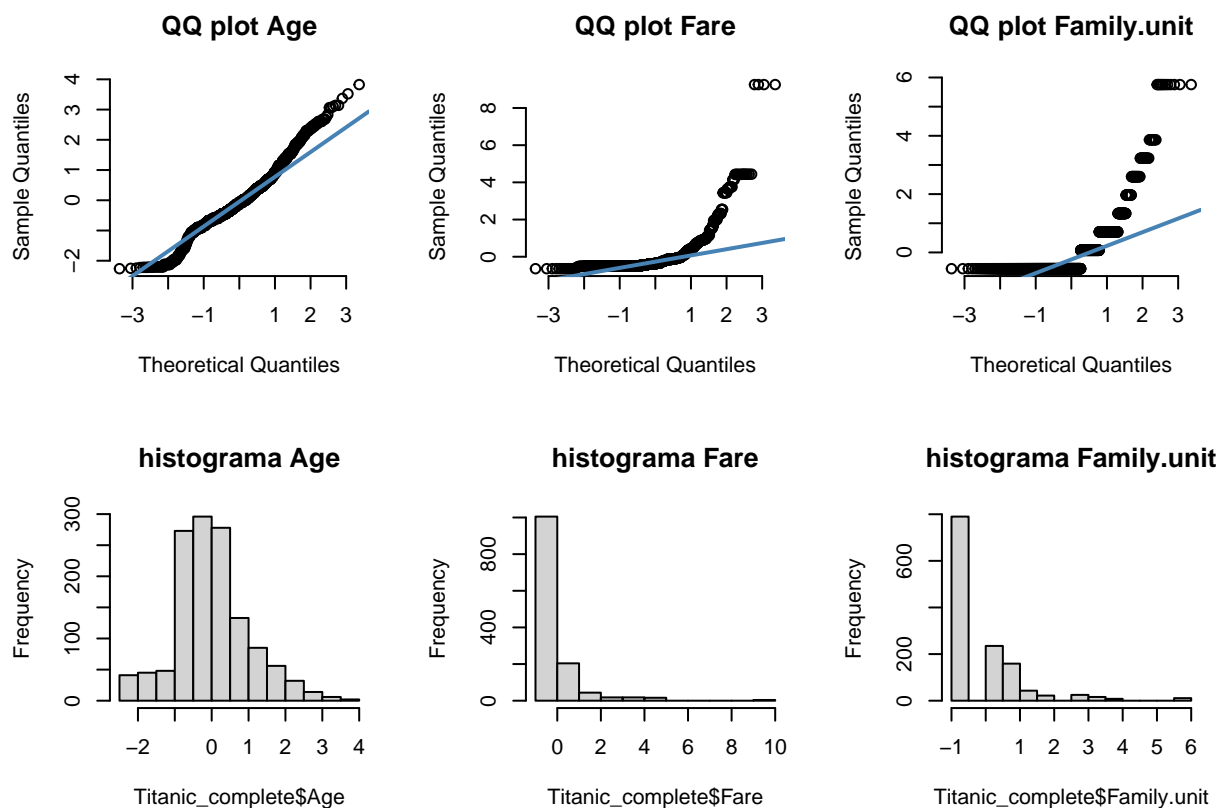 QQ plot Age
Sample Quantiles
−2 0 1 2 3 4
−3 −1 1 2 3
Theoretical Quantiles
QQ plot Fare
Sample Quantiles
0 2 4 6 8
−3 −1 1 2 3
Theoretical Quantiles
QQ plot Family.unit
Sample Quantiles
0 2 4 6
−3 −1 1 2 3
Theoretical Quantiles
histograma Age
Frequency
0 100 200 300
−2 0 1 2 3 4
Titanic_complete$Age
histograma Fare
Frequency
0 400 800
0 2 4 6 8 10
Titanic_complete$Fare
histograma Family.unit
Frequency
0 200 600
−1 1 2 3 4 5 6
Titanic_complete$Family.unit